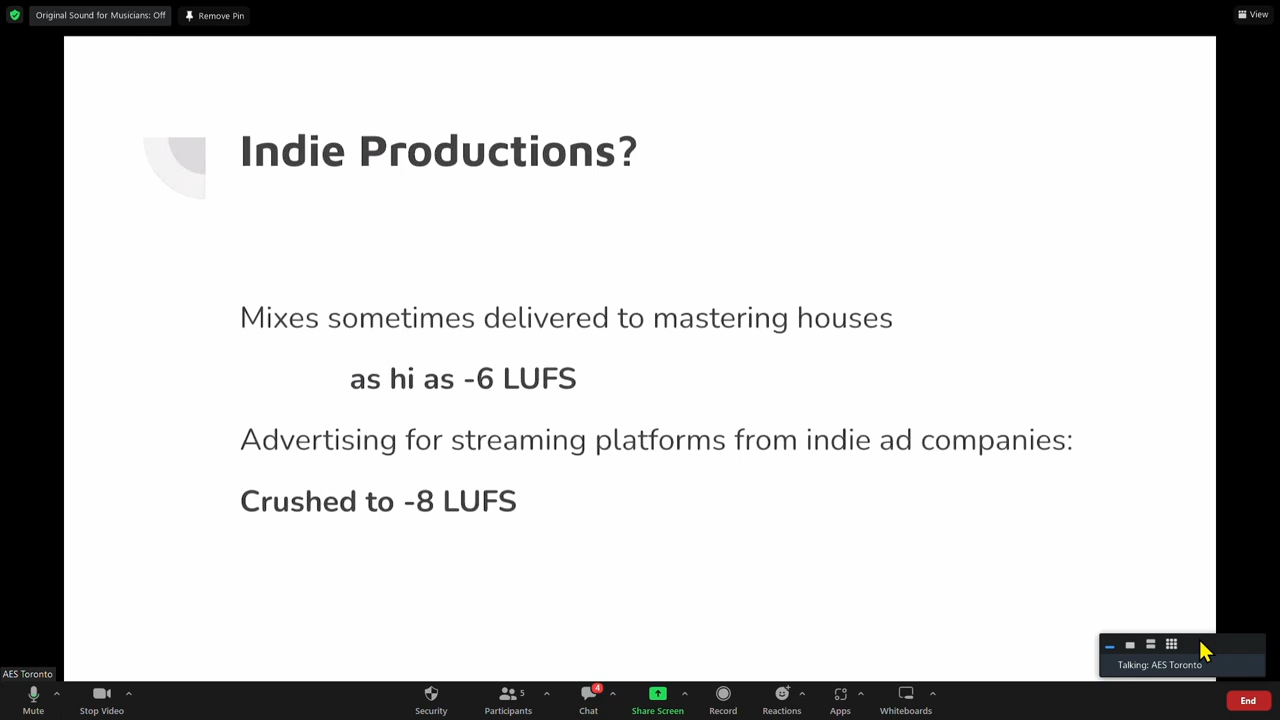 Original Sound for Musicians: Off
Remove Pin
View
Indie Productions?
Mixes sometimes delivered to mastering houses
as hi as -6 LUFS
Advertising for streaming platforms from indie ad companies:
Crushed to -8 LUFS
Talking: AES Toronto
AES Toronto
Mute
Stop Video
Security
Participants
5
Chat
4
Share Screen
Record
Reactions
Apps
Whiteboards
End